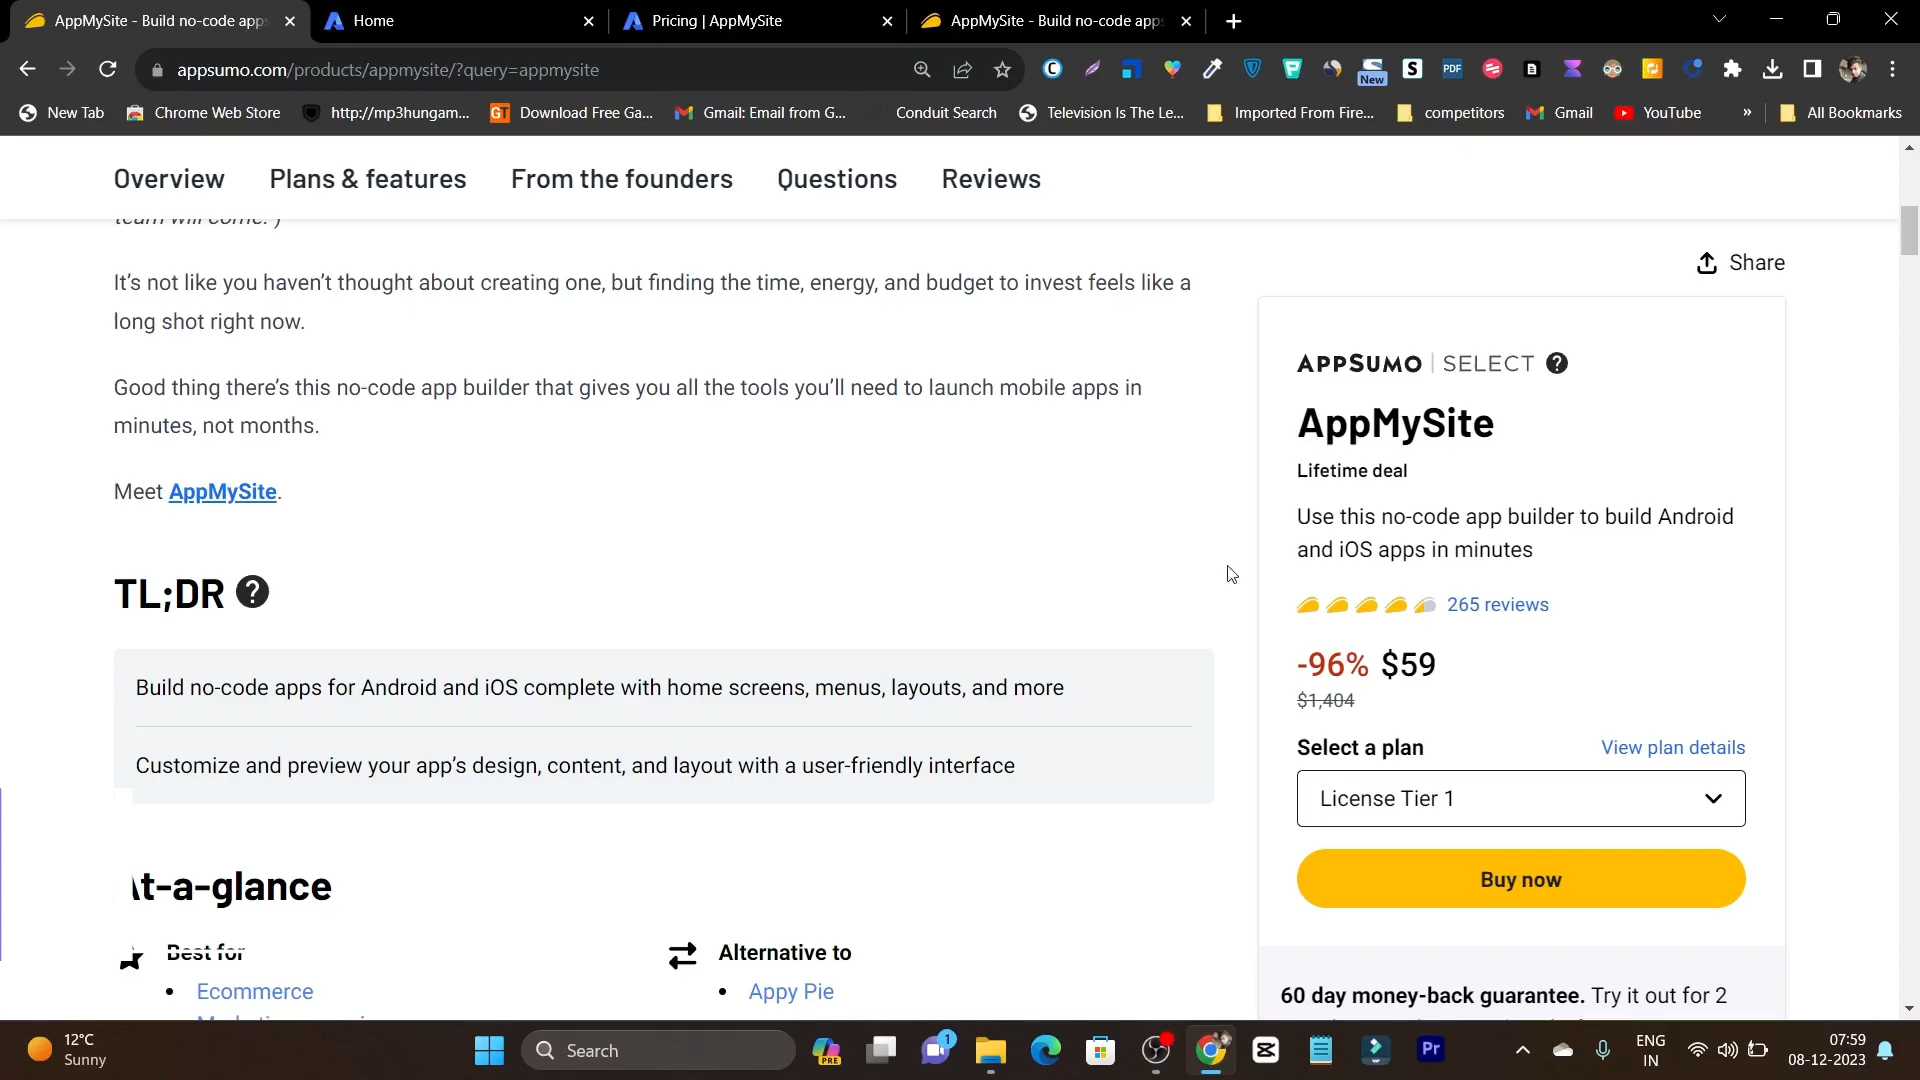 AppMySite - Build no-code apps
Home
Pricing | AppMySite
AppMySite - Build no-code apps
appsumo.com/products/appmysite/?query=appmysite
New
PDF
New Tab
Chrome Web Store
http://mp3hungam...
GT
Download Free Ga...
Gmail: Email from G...
Conduit Search
Television Is The Le...
Imported From Fire...
competitors
Gmail
YouTube
»
All Bookmarks
Overview
Plans & features
From the founders
Questions
Reviews
team will come. )
It’s not like you haven’t thought about creating one, but finding the time, energy, and budget to invest feels like a
long shot right now.
Good thing there’s this no-code app builder that gives you all the tools you’ll need to launch mobile apps in
minutes, not months.
Meet AppMySite.
TL;DR ?
Build no-code apps for Android and iOS complete with home screens, menus, layouts, and more
Customize and preview your app’s design, content, and layout with a user-friendly interface
At-a-glance
Best for
Ecommerce
Alternative to
Appy Pie
Share
APPSUMO | SELECT ?
AppMySite
Lifetime deal
Use this no-code app builder to build Android
and iOS apps in minutes
265 reviews
-96% $59
$1,404
Select a plan
View plan details
License Tier 1
Buy now
60 day money-back guarantee. Try it out for 2
12°C
Sunny
Search
PRE
1
Pr
ENG
IN
07:59
08-12-2023